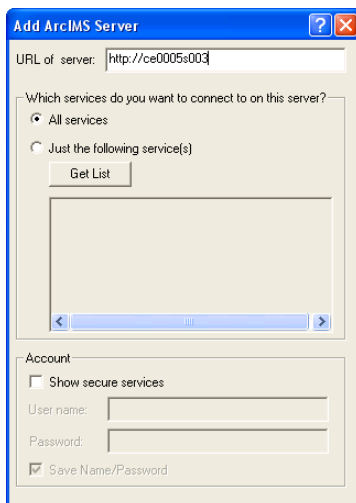 Add ArcIMS Server
URL of server: http://ce0005s003
Which services do you want to connect to on this server?
All services
Just the following service(s)
Get List
Account
Show secure services
User name:
Password:
Save Name/Password